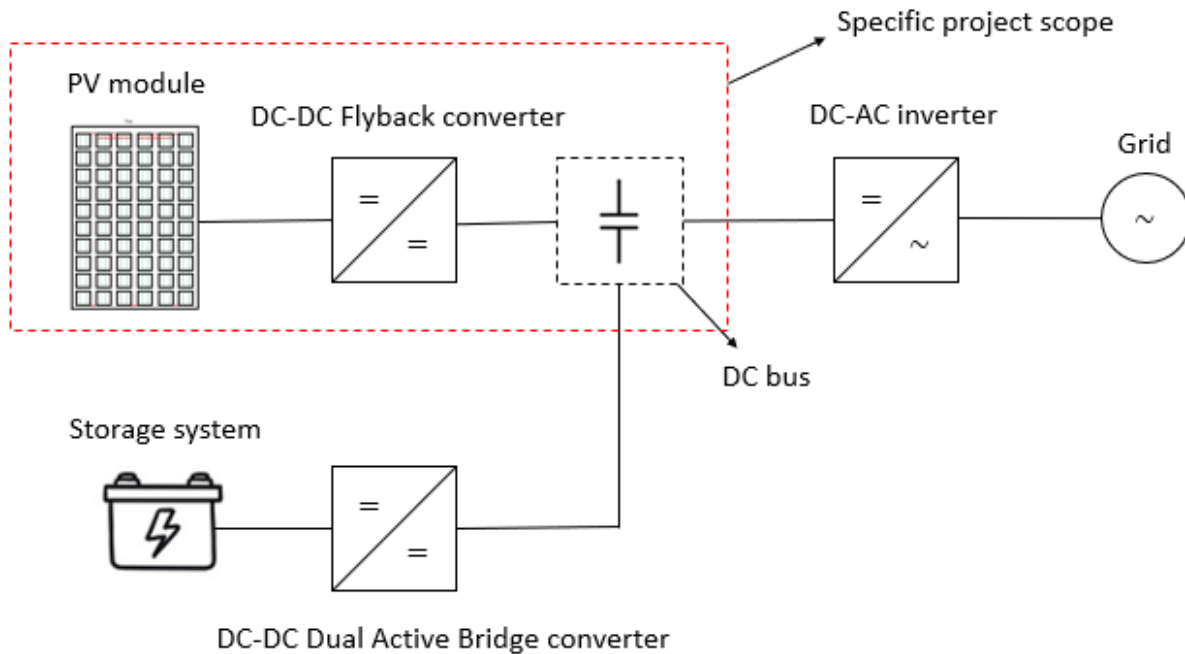 Specific project scope
PV module
DC-DC Flyback converter
DC-AC inverter
Grid
=
=
=
~
~
DC bus
Storage system
=
=
DC-DC Dual Active Bridge converter